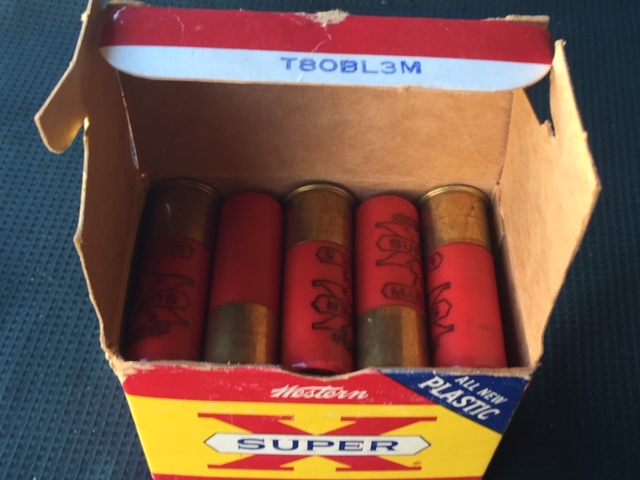 T80BL3M
Western
ALL NEW
PLASTIC
SUPER
X